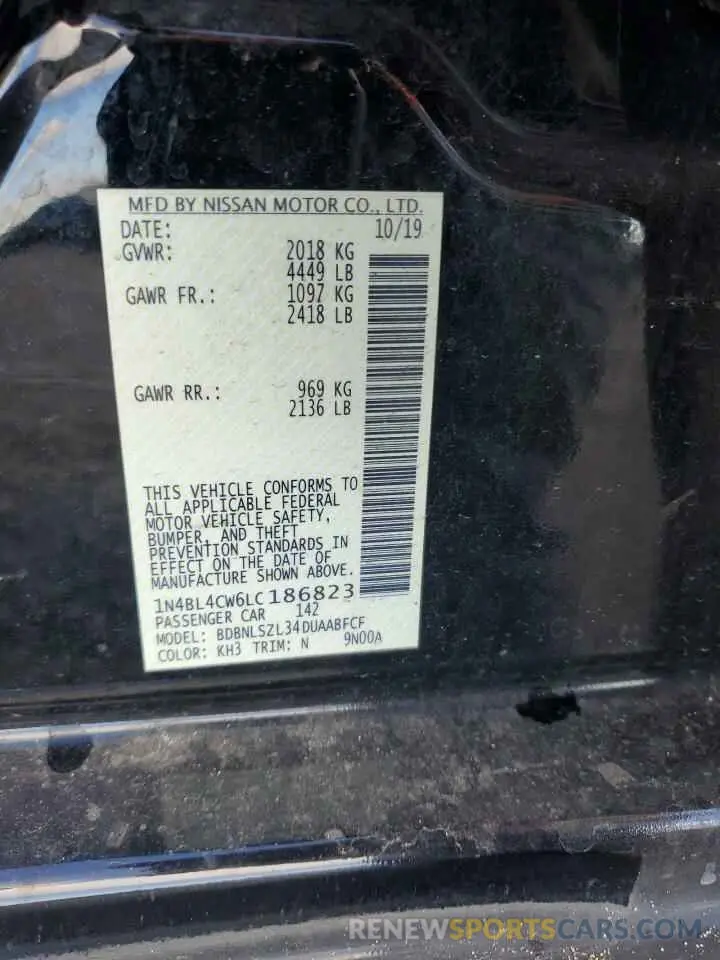 MFD BY NISSAN MOTOR CO., LTD.
DATE: 10/19
GVWR: 2018 KG
4449 LB
GAWR FR.: 1097 KG
2418 LB
GAWR RR.: 969 KG
2136 LB
THIS VEHICLE CONFORMS TO
ALL APPLICABLE FEDERAL
MOTOR VEHICLE SAFETY,
BUMPER, AND THEFT
PREVENTION STANDARDS IN
EFFECT ON THE DATE OF
MANUFACTURE SHOWN ABOVE.
1N4BL4CW6LC186823
PASSENGER CAR 142
MODEL: BDBNLSZL34DUAABFCF
COLOR: KH3 TRIM: N 9N00A
RENEWSPORTSCARS.COM